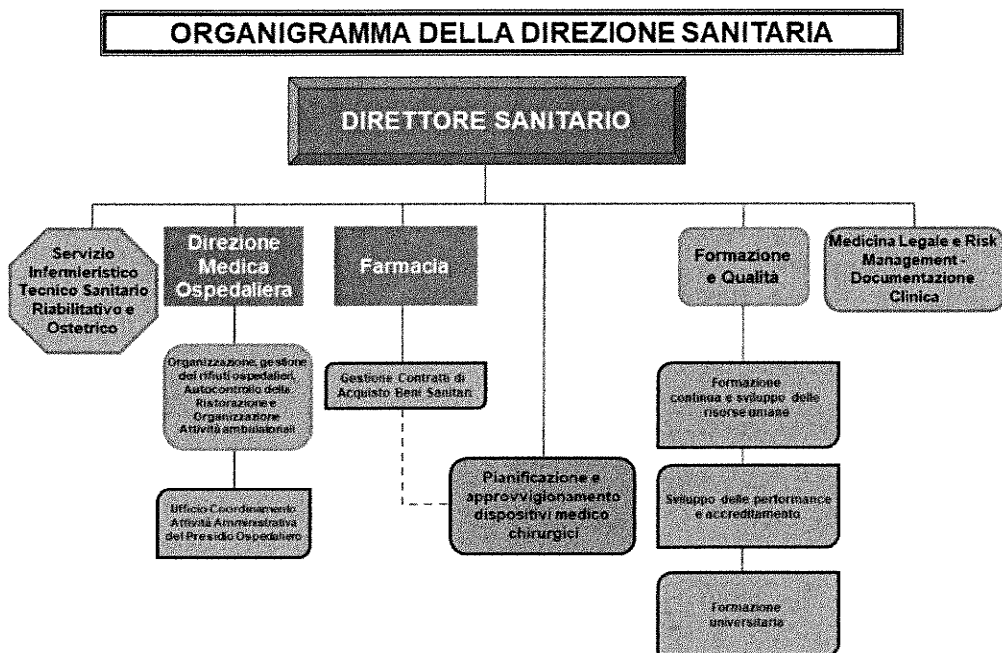 ORGANIGRAMMA DELLA DIREZIONE SANITARIA
DIRETTORE SANITARIO
Servizio
Infermieristico
Tecnico Sanitario
Riabilitativo e
Ostetrico
Direzione
Medica
Ospedaliera
Farmacia
Formazione
e Qualità
Medicina Legale e Risk
Management -
Documentazione
Clinica
Organizzazione, gestione
dei rifiuti ospedalieri,
Autocontrollo della
Ristorazione e
Organizzazione
Attività ambulatoriali
Gestione Contratti di
Acquisto Beni Sanitari
Formazione
continua e sviluppo delle
risorse umane
Pianificazione e
approvvigionamento
dispositivi medico
chirurgici
Sviluppo delle performance
e accreditamento
Ufficio Coordinamento
Attività Amministrativa
del Presidio Ospedaliero
Formazione
universitaria